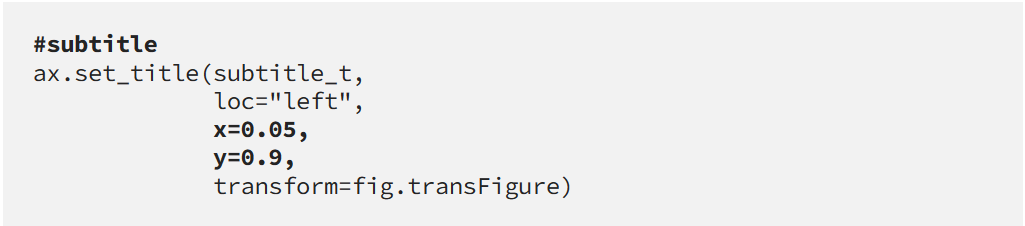 #subtitle
ax.set_title(subtitle_t,
             loc="left",
             x=0.05,
             y=0.9,
             transform=fig.transFigure)